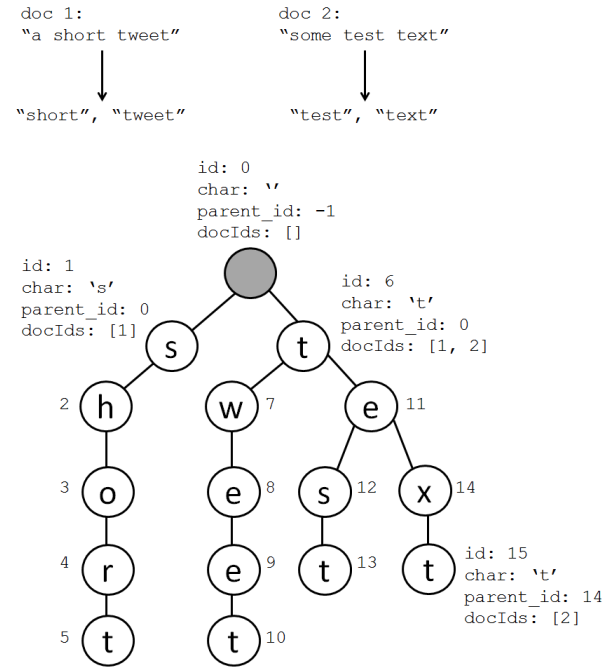 doc 1:
“a short tweet”
doc 2:
“some test text”
“short”, “tweet”
“test”, “text”
id: 0
char: ‘’
parent_id: -1
docIds: []
id: 1
char: ‘s’
parent_id: 0
docIds: [1]
id: 6
char: ‘t’
parent_id: 0
docIds: [1, 2]
s
t
2 h
w 7
e 11
3 o
e 8
s 12
x 14
4 r
e 9
t 13
t
id: 15
char: ‘t’
parent_id: 14
docIds: [2]
5 t
t 10